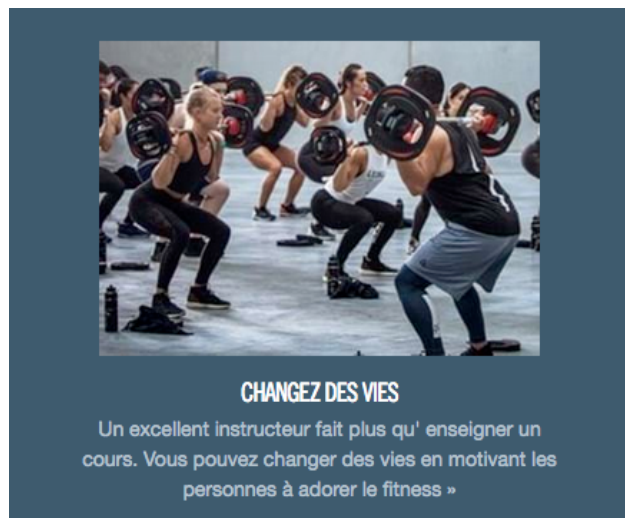 CHANGEZ DES VIES
Un excellent instructeur fait plus qu' enseigner un
cours. Vous pouvez changer des vies en motivant les
personnes à adorer le fitness »